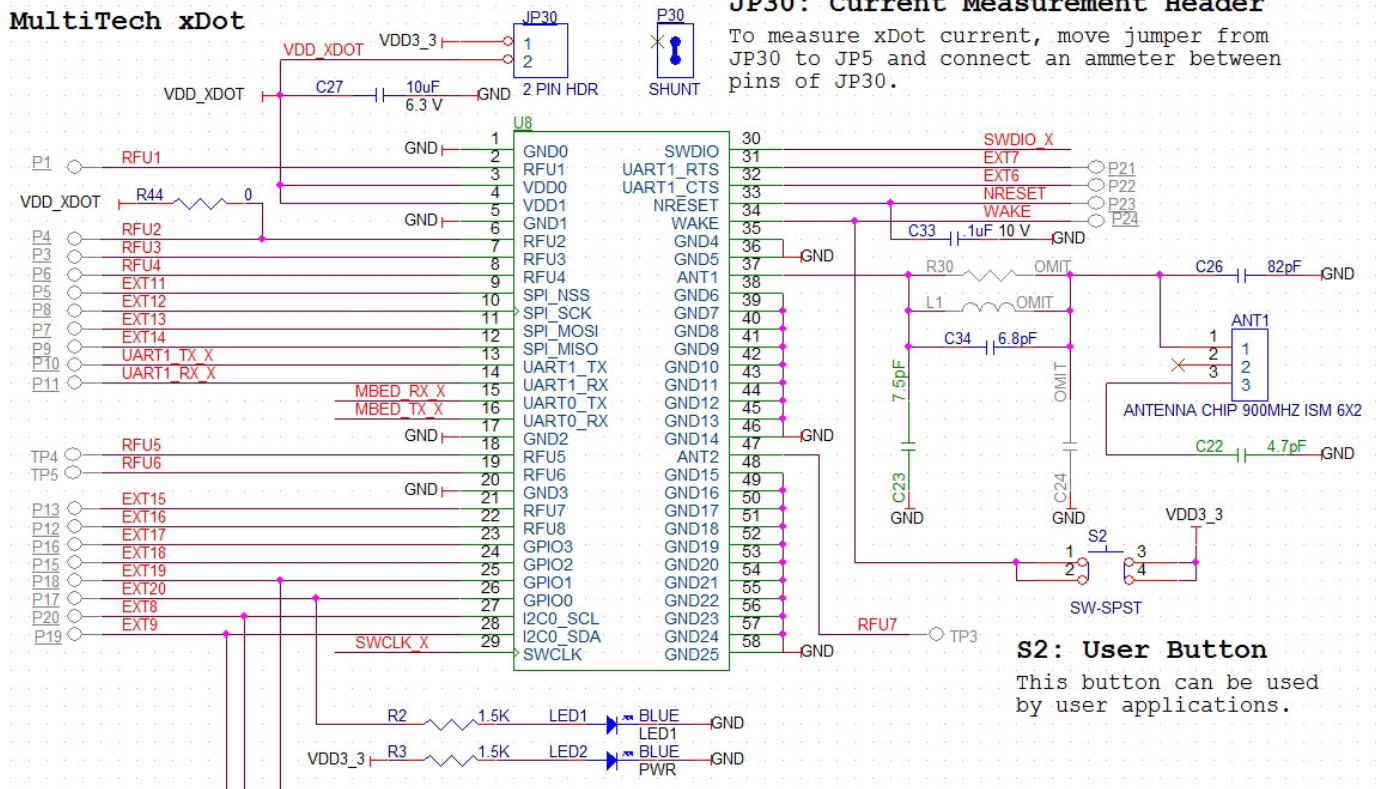 MultiTech xDot
JP30: Current Measurement Header
To measure xDot current, move jumper from
JP30 to JP5 and connect an ammeter between
pins of JP30.
JP30
VDD3_3
1
2
2 PIN HDR
P30
SHUNT
VDD_XDOT
VDD_XDOT
C27
10uF
6.3 V
GND
U8
GND
1 GND0
P1 RFU1 2 RFU1
3 VDD0
4 VDD1
VDD_XDOT R44 0
GND 5 GND1
P4 RFU2 6 RFU2
P3 RFU3 7 RFU3
P6 RFU4 8 RFU4
P5 EXT11 9 SPI_NSS
P8 EXT12 10 SPI_SCK
P7 EXT13 11 SPI_MOSI
P9 EXT14 12 SPI_MISO
P10 UART1_TX_X 13 UART1_TX
P11 UART1_RX_X 14 UART1_RX
MBED_RX_X 15 UART0_TX
MBED_TX_X 16 UART0_RX
GND 17 GND2
TP4 RFU5 18 RFU5
TP5 RFU6 19 RFU6
GND 20 GND3
P13 EXT15 21 RFU7
P12 EXT16 22 RFU8
P16 EXT17 23 GPIO3
P15 EXT18 24 GPIO2
P18 EXT19 25 GPIO1
P17 EXT20 26 GPIO0
P20 EXT8 27 I2C0_SCL
P19 EXT9 28 I2C0_SDA
SWCLK_X 29 SWCLK
SWDIO 30 SWDIO_X
UART1_RTS 31 EXT7 P21
UART1_CTS 32 EXT6 P22
NRESET 33 NRESET P23
WAKE 34 WAKE P24
GND4 35
GND5 36 GND
ANT1 37
GND6 38
GND7 39
GND8 40
GND9 41
GND10 42
GND11 43
GND12 44
GND13 45
GND14 46 GND
ANT2 47
GND15 48
GND16 49
GND17 50
GND18 51
GND19 52
GND20 53
GND21 54
GND22 55
GND23 56
GND24 57
GND25 58 GND
C33 .1uF 10 V GND
R30 OMIT
L1 OMIT
C34 6.8pF
7.5pF
C23
GND
OMIT
C24
GND
C26 82pF GND
ANT1
1 1
2 2
3 3
ANTENNA CHIP 900MHZ ISM 6X2
C22 4.7pF GND
VDD3_3
S2
1 3
2 4
SW-SPST
RFU7 TP3
S2: User Button
This button can be used
by user applications.
R2 1.5K LED1 BLUE GND
LED1
VDD3_3 R3 1.5K LED2 BLUE GND
PWR